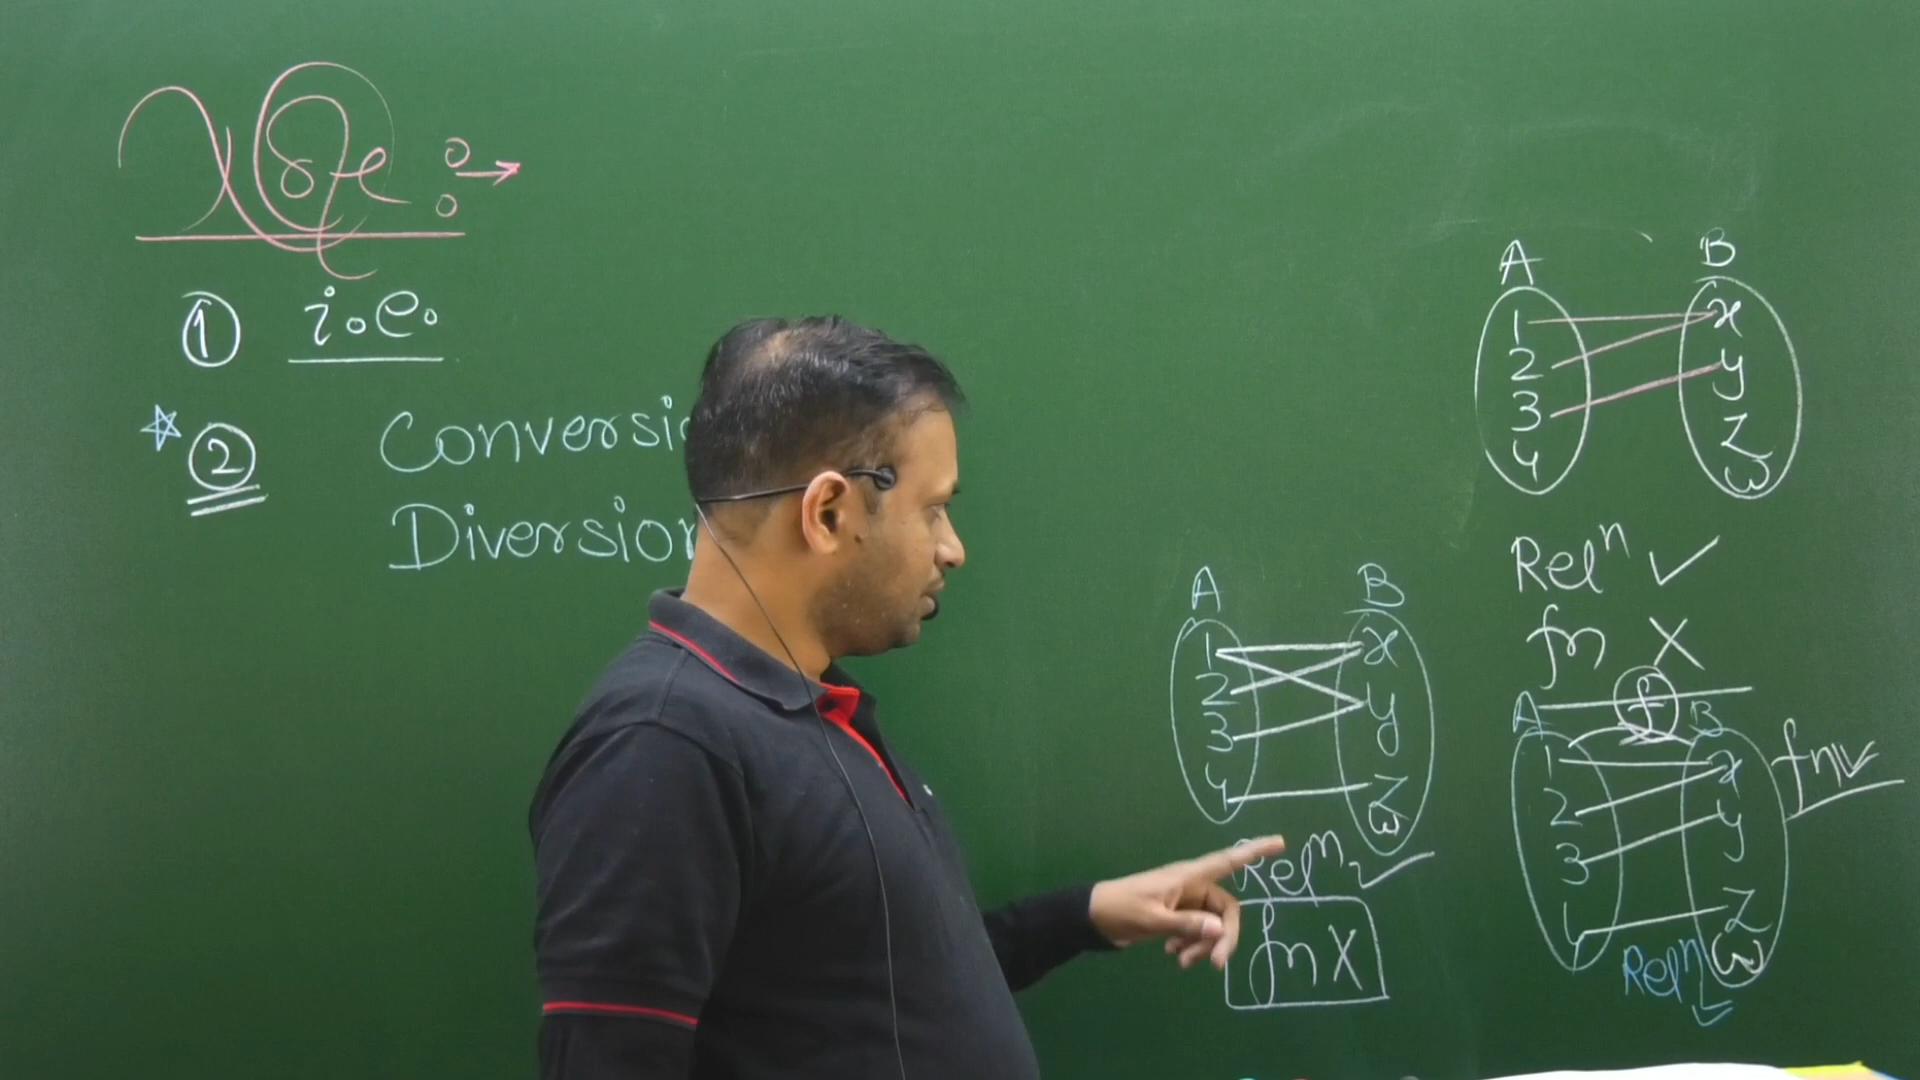 ① i.e.
② Conversio
Diversion
A B
1 x
2 y
3 z
4 w
Relⁿ ✓
fn X
A B
1 x
2 y
3 z
4 w
Relⁿ ✓
fn X
A f B
1 x
2 y
3 z
4 w
fn ✓
Relⁿ ✓